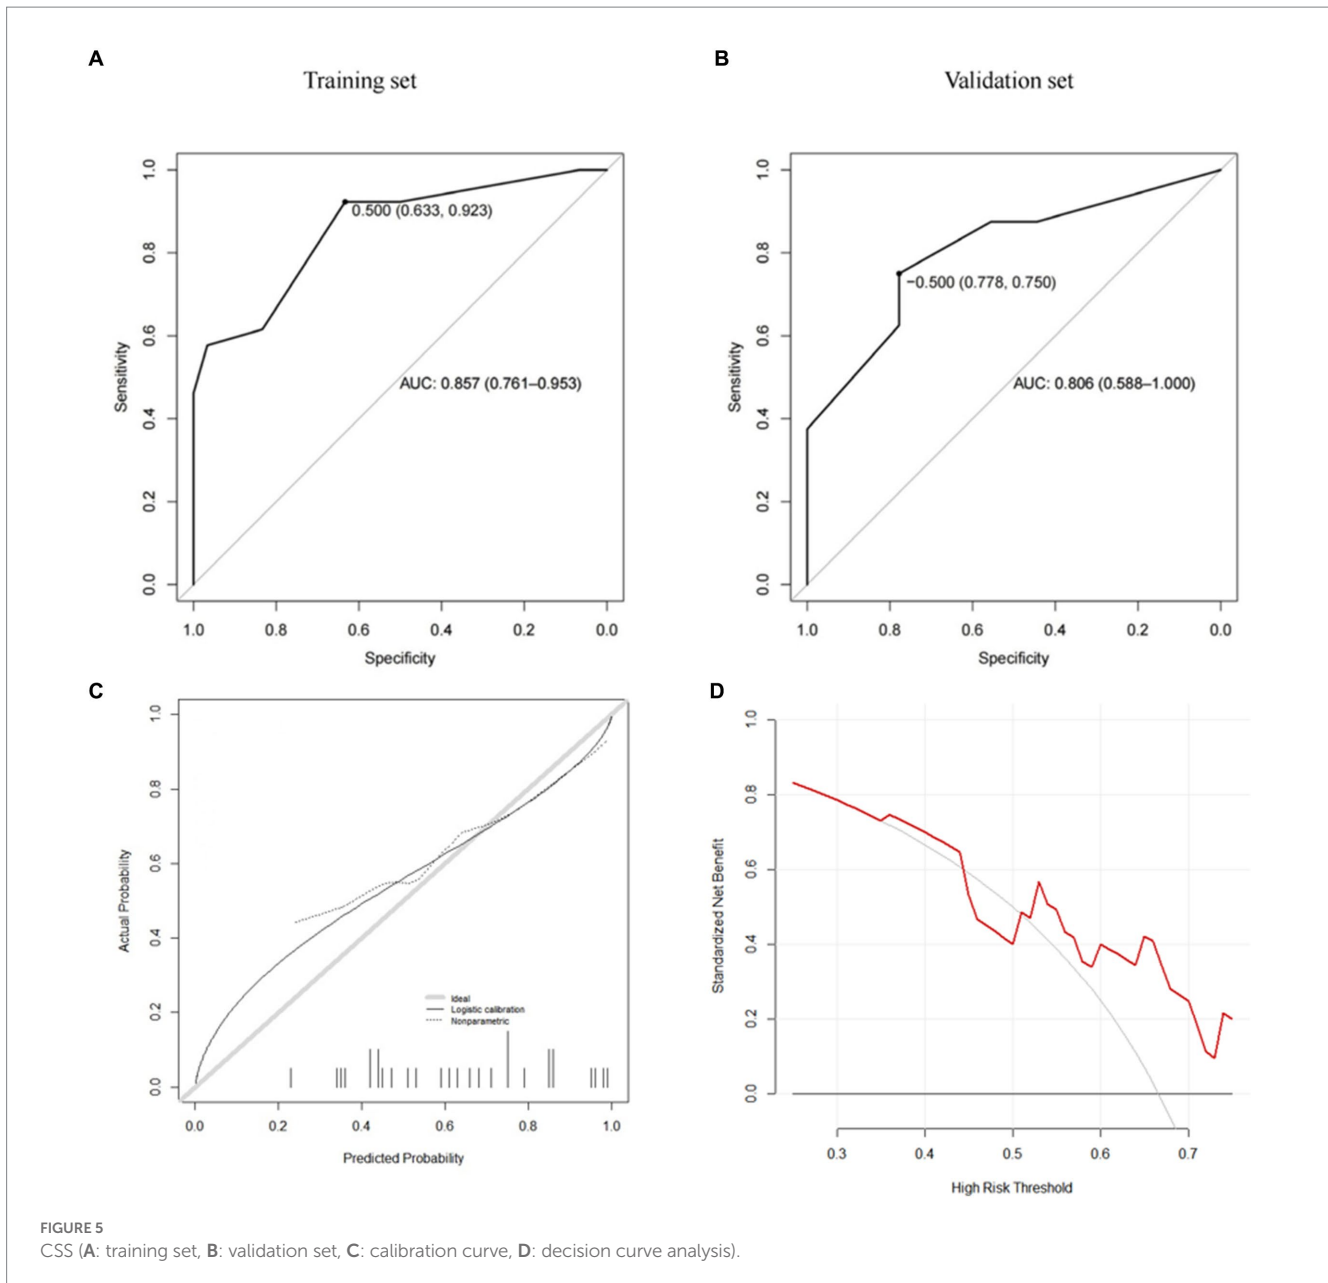 A
Training set
1.0
0.8
0.6
0.4
0.2
0.0
Sensitivity
0.500 (0.633, 0.923)
AUC: 0.857 (0.761–0.953)
1.0 0.8 0.6 0.4 0.2 0.0
Specificity
B
Validation set
1.0
0.8
0.6
0.4
0.2
0.0
Sensitivity
−0.500 (0.778, 0.750)
AUC: 0.806 (0.588–1.000)
1.0 0.8 0.6 0.4 0.2 0.0
Specificity
C
1.0
0.8
0.6
0.4
0.2
0.0
Actual Probability
Ideal
Logistic calibration
Nonparametric
0.0 0.2 0.4 0.6 0.8 1.0
Predicted Probability
D
1.0
0.8
0.6
0.4
0.2
0.0
Standardized Net Benefit
0.3 0.4 0.5 0.6 0.7
High Risk Threshold
FIGURE 5
CSS (A: training set, B: validation set, C: calibration curve, D: decision curve analysis).